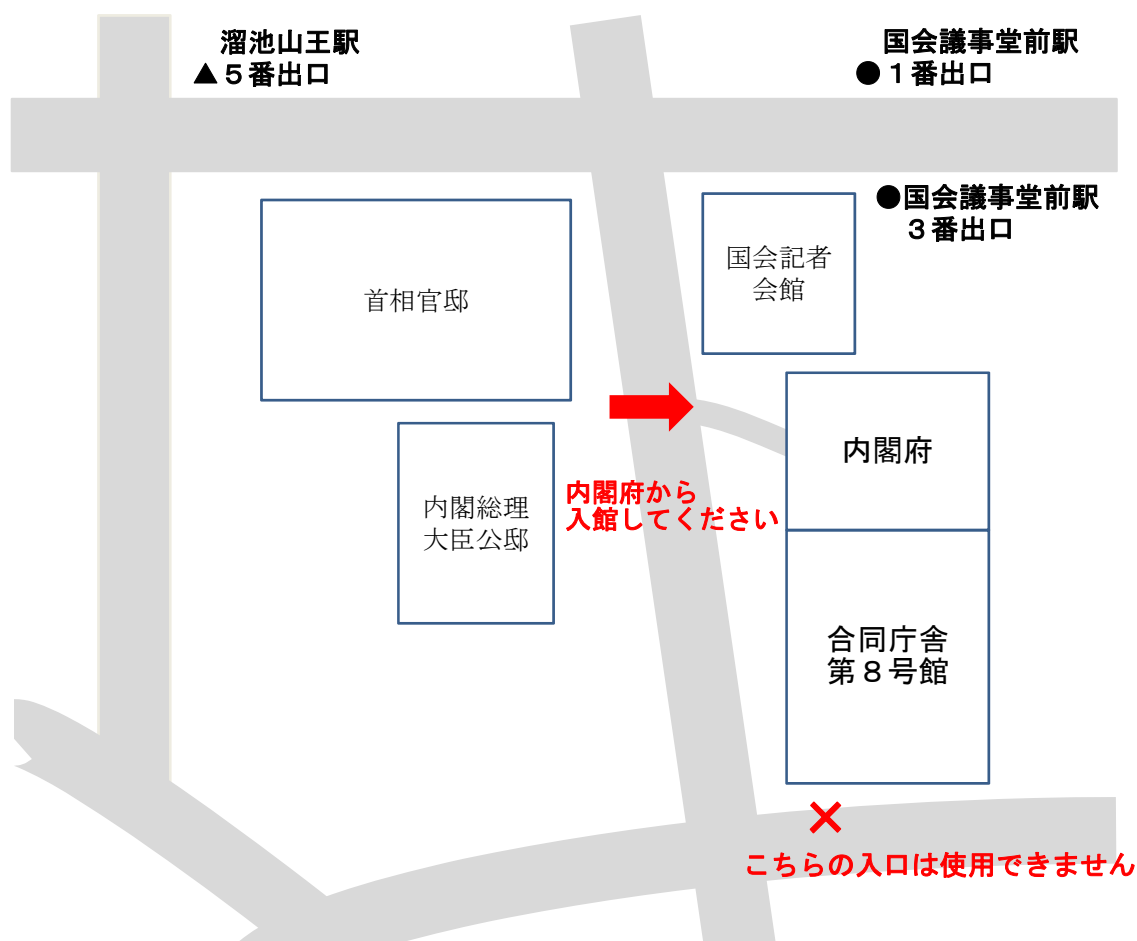 溜池山王駅
▲５番出口
国会議事堂前駅
●１番出口
●国会議事堂前駅
３番出口
国会記者
会館
首相官邸
内閣府
内閣総理
大臣公邸
内閣府から
入館してください
合同庁舎
第８号館
こちらの入口は使用できません